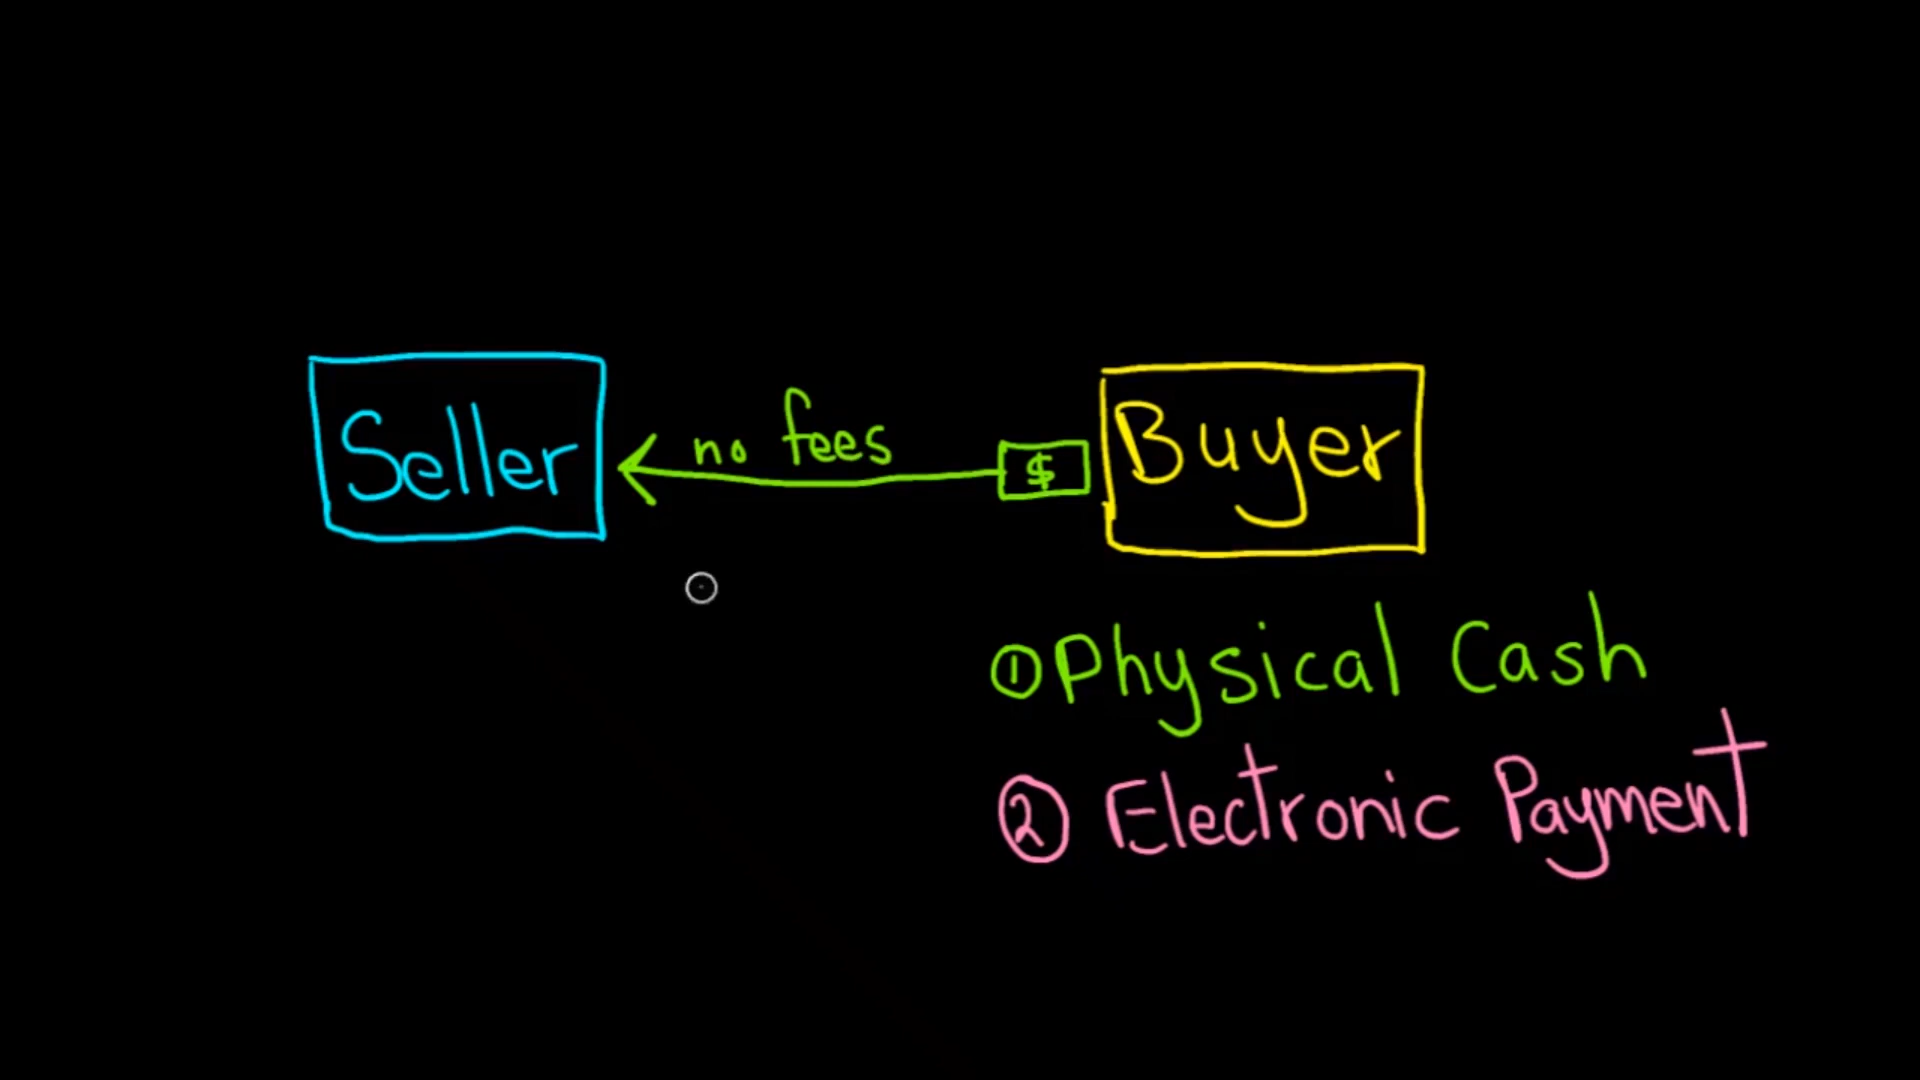 Seller
no fees
$
Buyer
① Physical Cash
② Electronic Payment